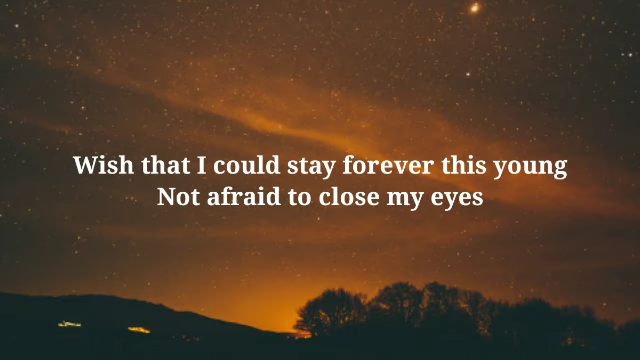 Wish that I could stay forever this young
Not afraid to close my eyes